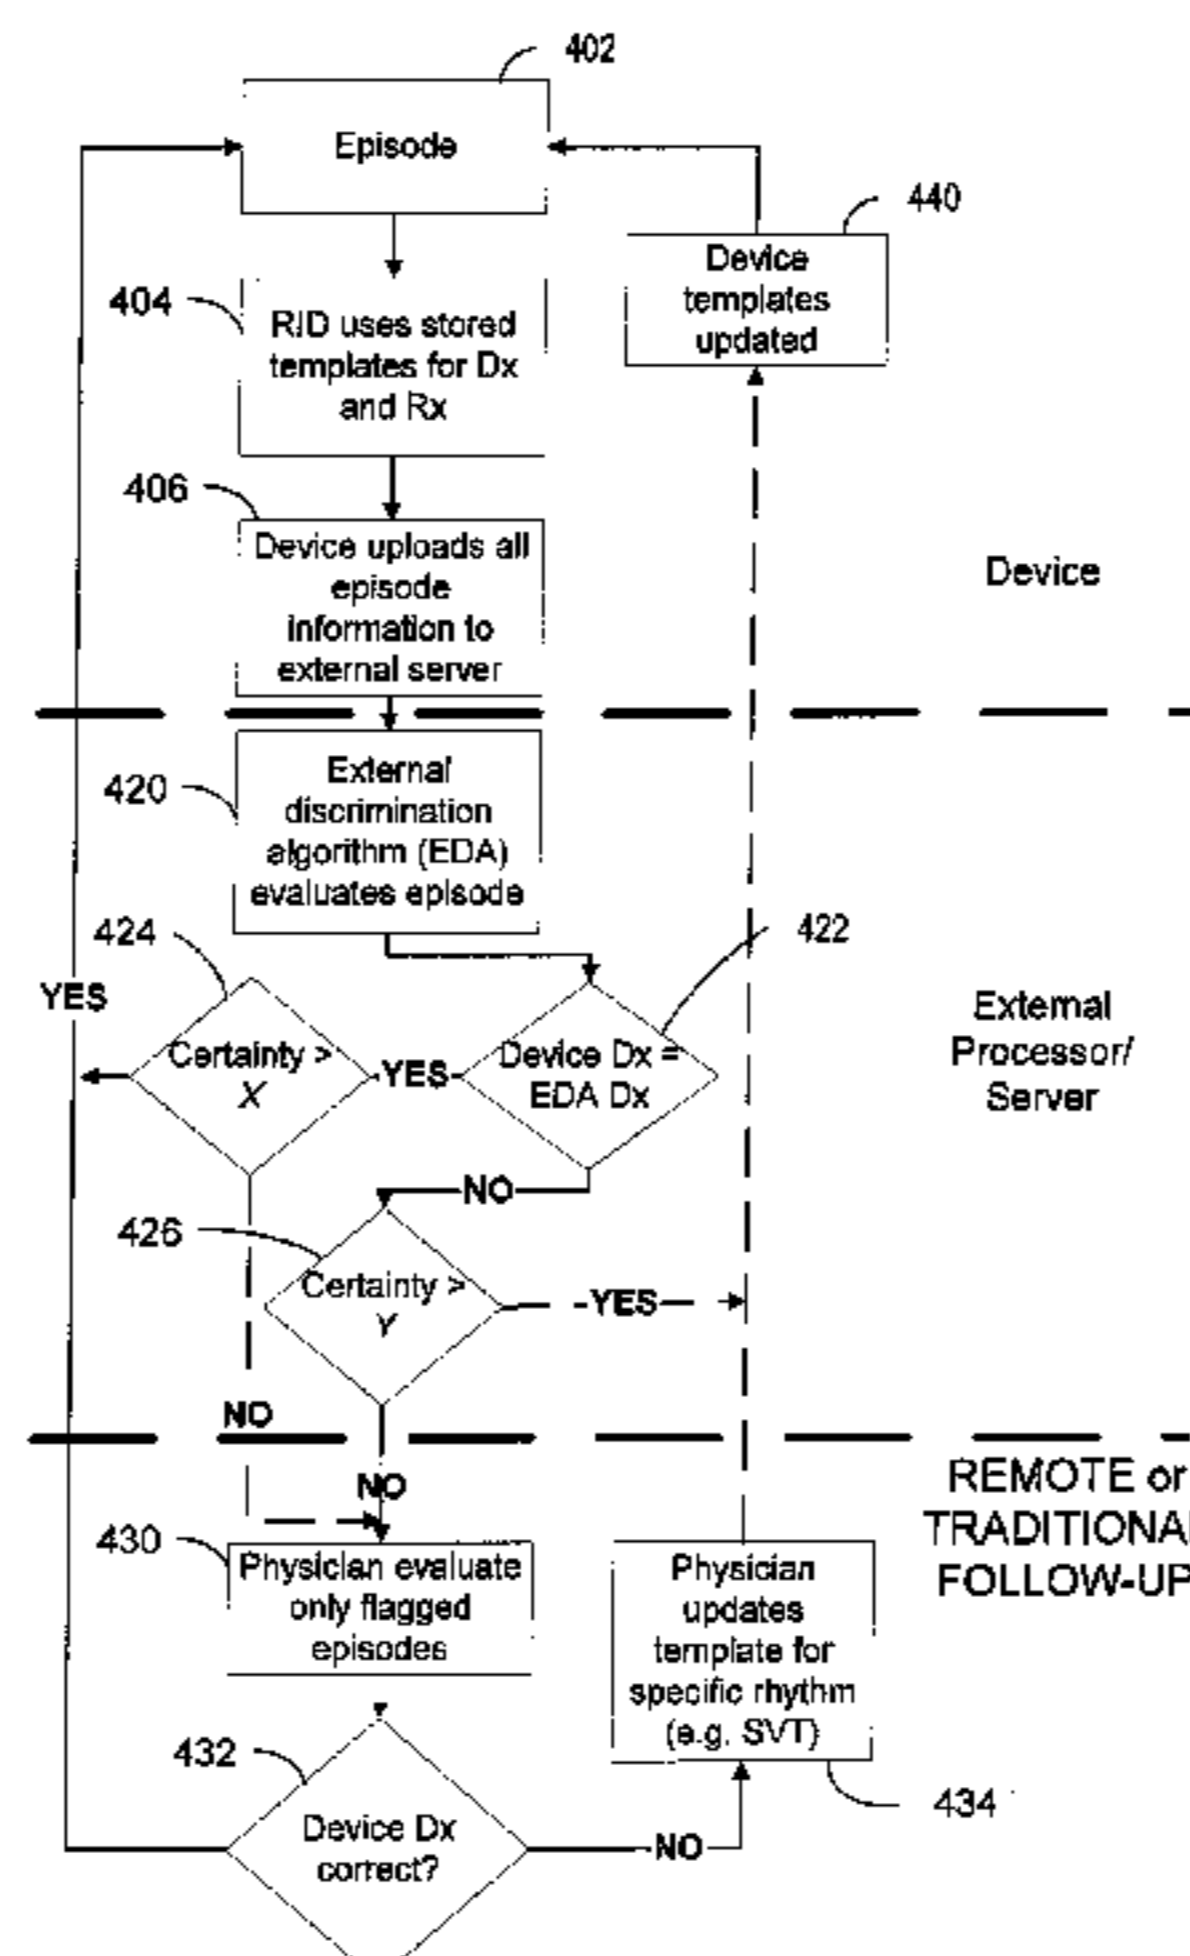 402
Episode
440
Device
templates
updated
404
RID uses stored
templates for Dx
and Rx
406
Device uploads all
episode
information to
external server
Device
420
External
discrimination
algorithm (EDA)
evaluates episode
424
422
YES
Certainty >
X
YES
Device Dx =
EDA Dx
External
Processor/
Server
NO
426
Certainty >
Y
YES
NO
NO
REMOTE or
TRADITIONAL
FOLLOW-UP
430
Physician evaluate
only flagged
episodes
Physician
updates
template for
specific rhythm
(e.g. SVT)
432
434
Device Dx
correct?
NO